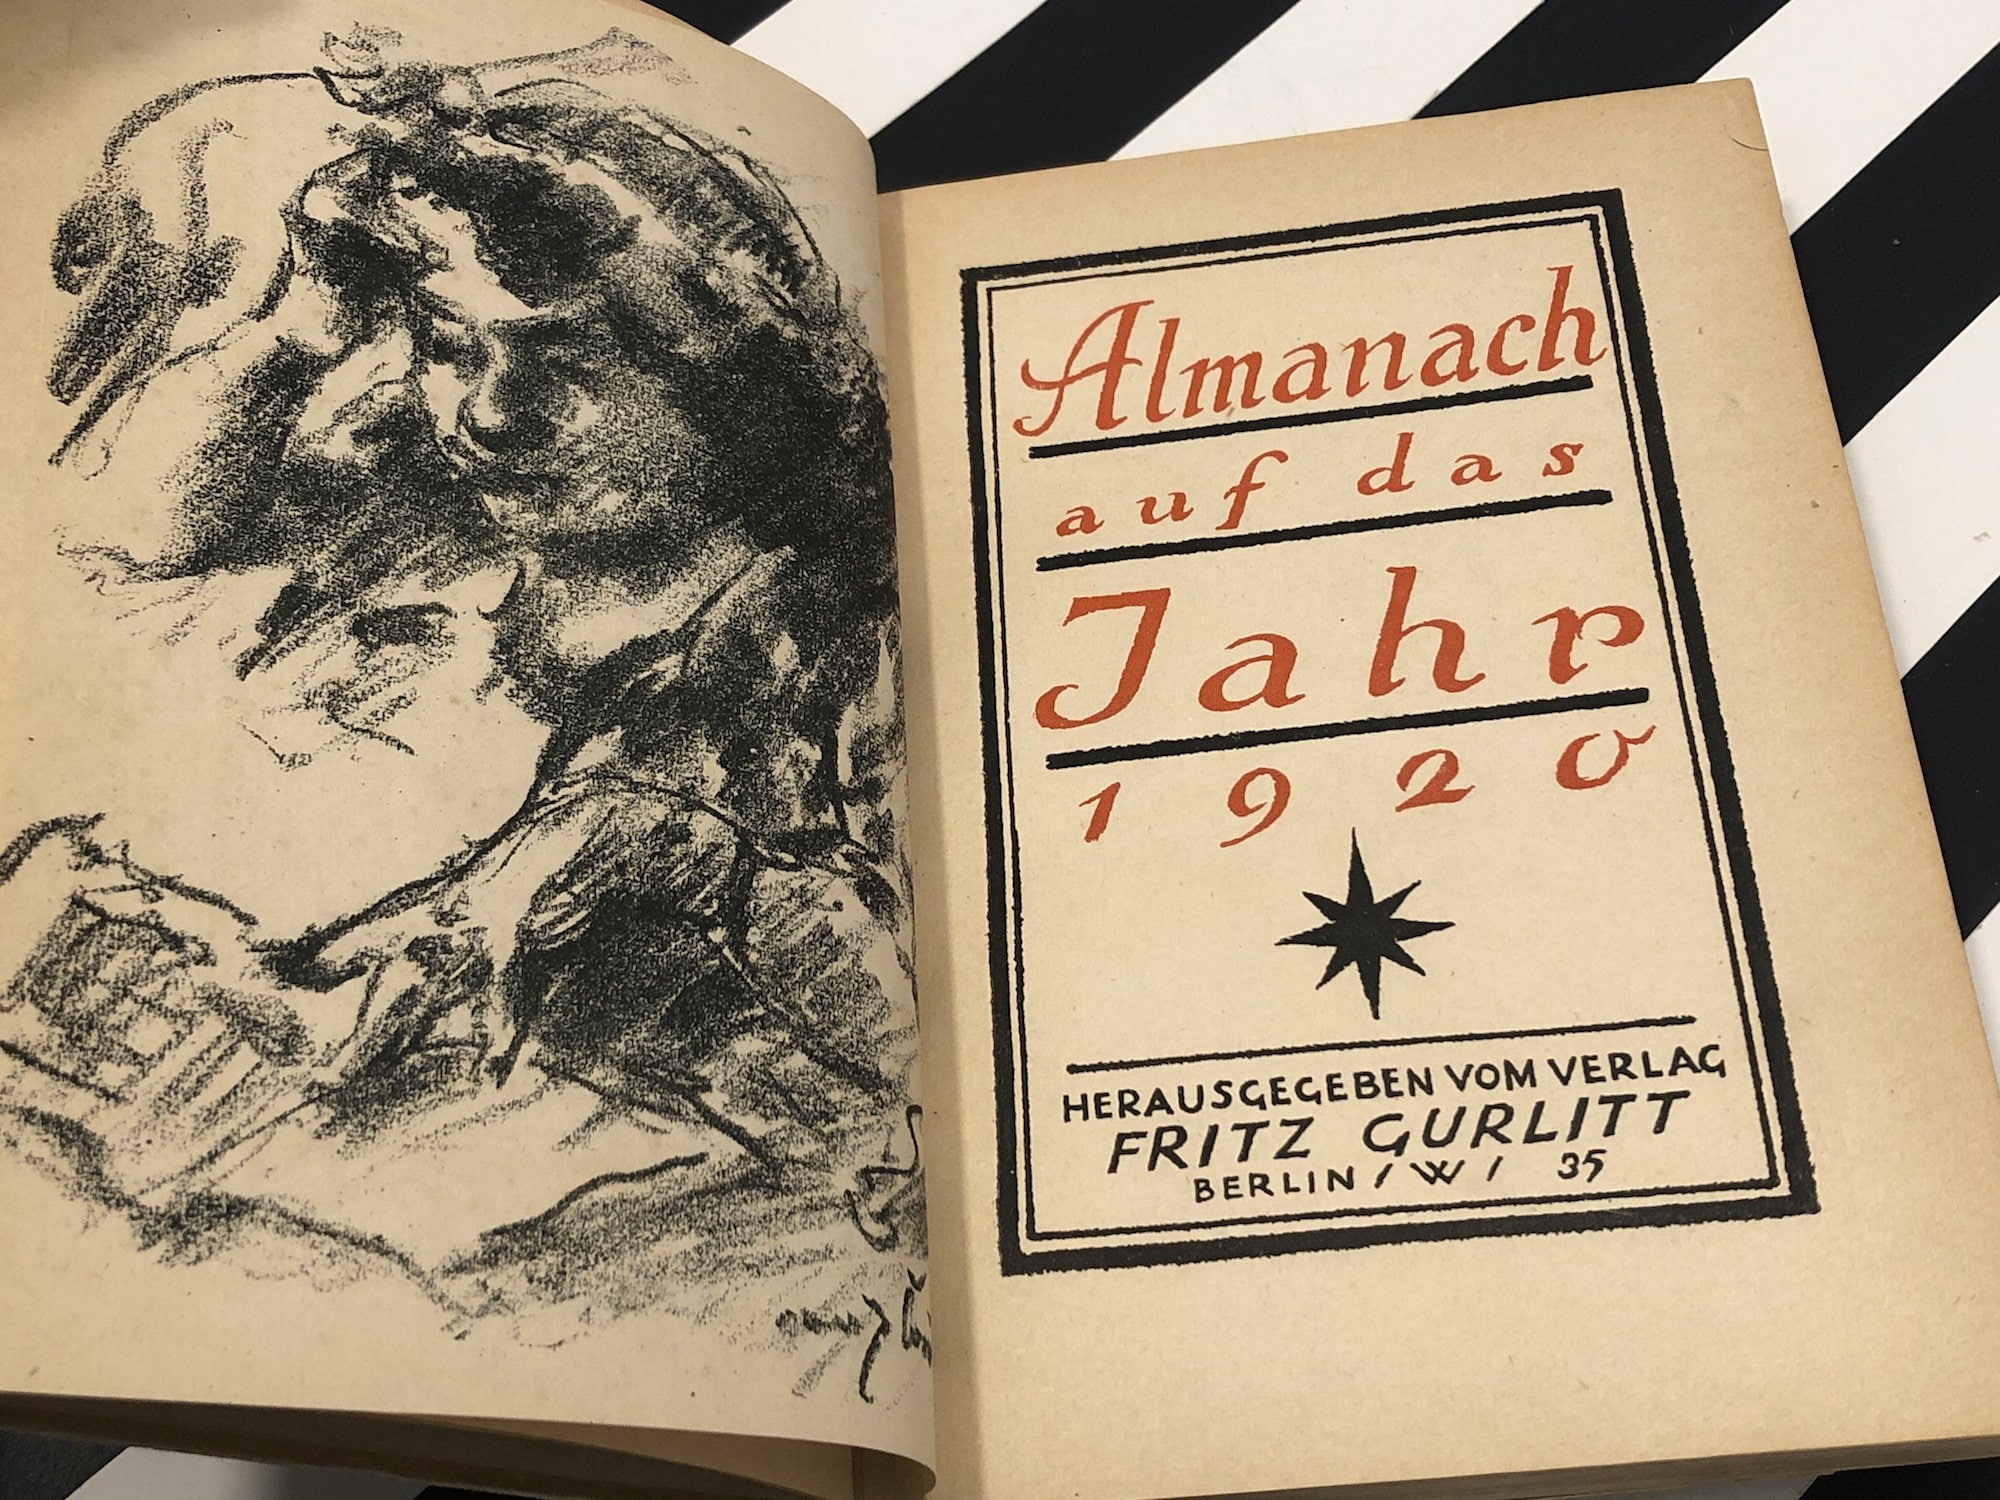 Almanach
auf das
Jahr
1920
HERAUSGEGEBEN VOM VERLAG
FRITZ GURLITT
BERLIN / W / 35